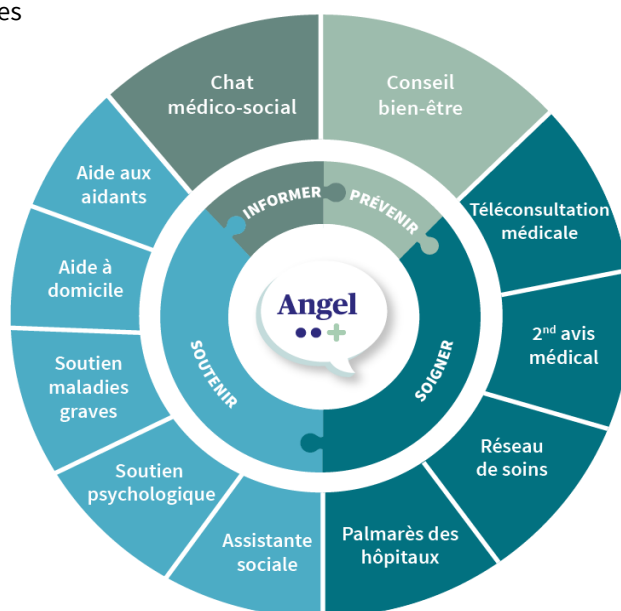 es
Chat
médico-social
Conseil
bien-être
Aide aux
aidants
Téléconsultation
médicale
INFORMER
PRÉVENIR
Aide à
domicile
Angel
2nd avis
médical
SOUTENIR
SOIGNER
Soutien
maladies
graves
Réseau
de soins
Soutien
psychologique
Assistante
sociale
Palmarès des
hôpitaux